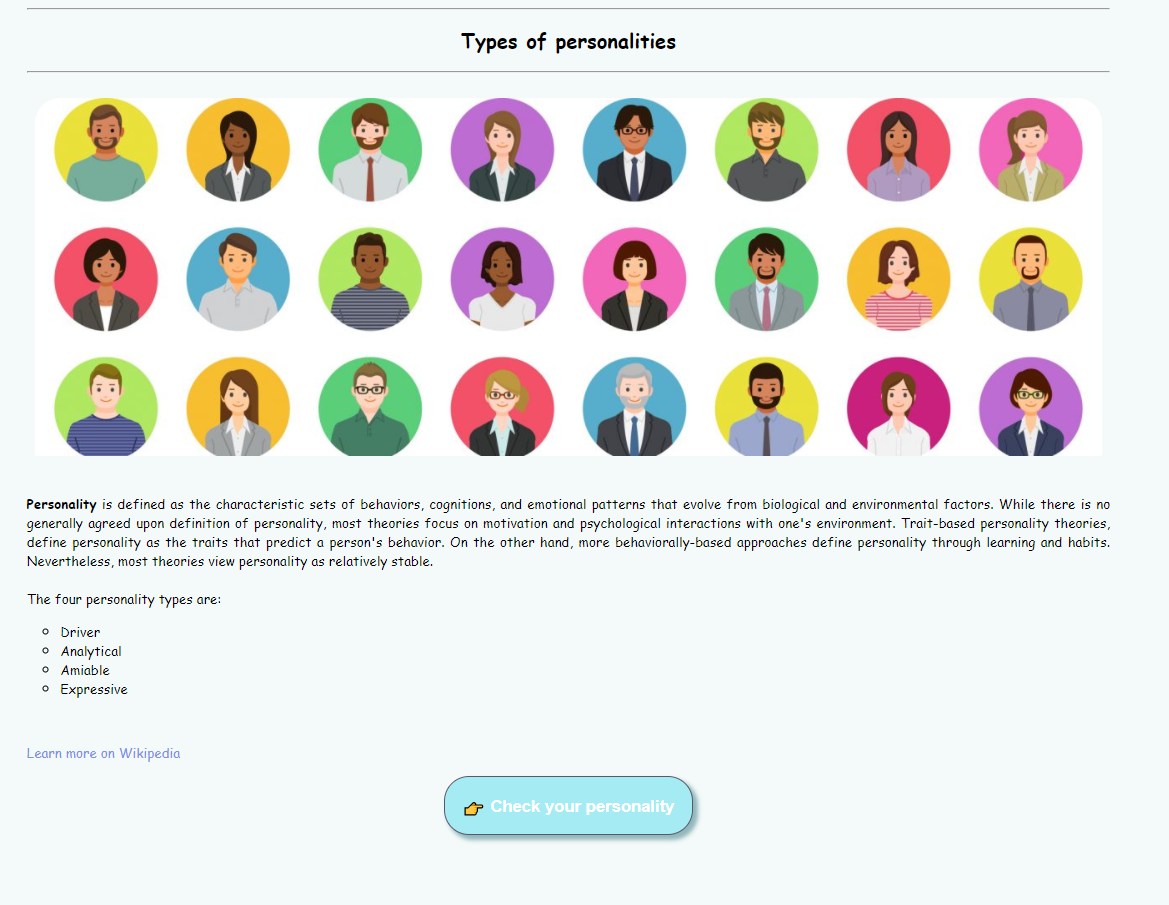 Types of personalities
Personality is defined as the characteristic sets of behaviors, cognitions, and emotional patterns that evolve from biological and environmental factors. While there is no
generally agreed upon definition of personality, most theories focus on motivation and psychological interactions with one's environment. Trait-based personality theories,
define personality as the traits that predict a person's behavior. On the other hand, more behaviorally-based approaches define personality through learning and habits.
Nevertheless, most theories view personality as relatively stable.
The four personality types are:
Driver
Analytical
Amiable
Expressive
Learn more on Wikipedia
👉 Check your personality